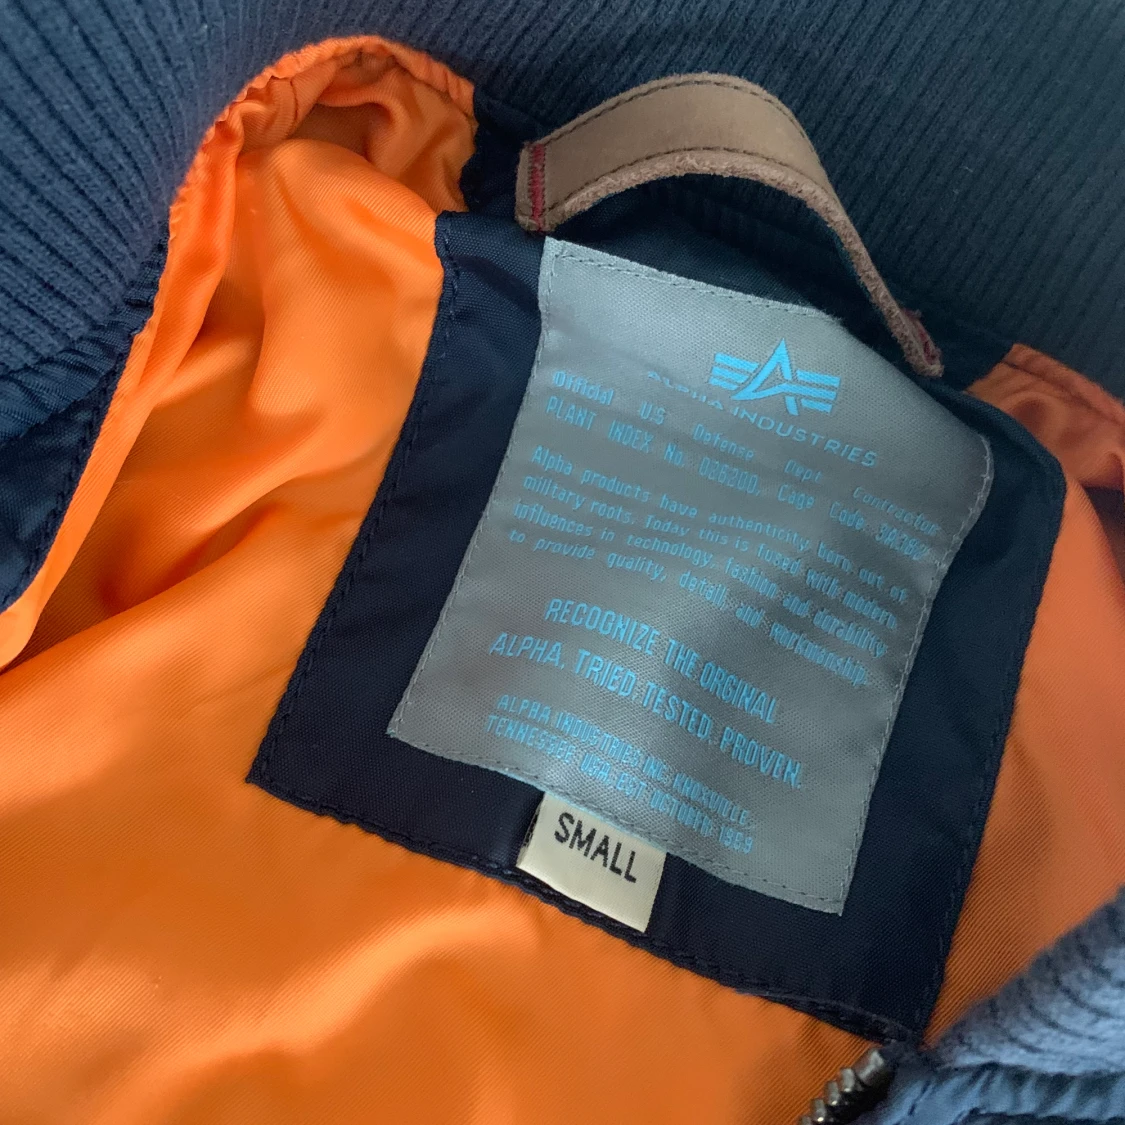 ALPHA INDUSTRIES
Official US Defense Dept Contractor
PLANT INDEX No. 036200, Cage Code:
Alpha products have authenticity born out of
military roots. Today this is fused with modern
influences in technology, fashion and durability
to provide quality, detail, and workmanship.
RECOGNIZE THE ORGINAL
ALPHA. TRIED. TESTED. PROVEN.
ALPHA INDUSTRIES INC. KNOXVILLE,
TENNESSEE USA. EST OCTOBER 1959
SMALL